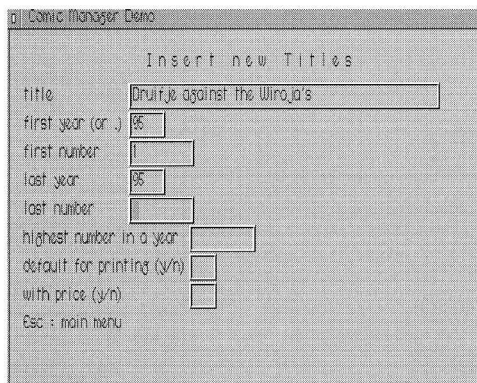 Comic Manager Demo
Insert new Titles
title Druifje against the Wiroja's
first year (or .) 95
first number 1
last year 95
last number
highest number in a year
default for printing (y/n)
with price (y/n)
Esc : main menu